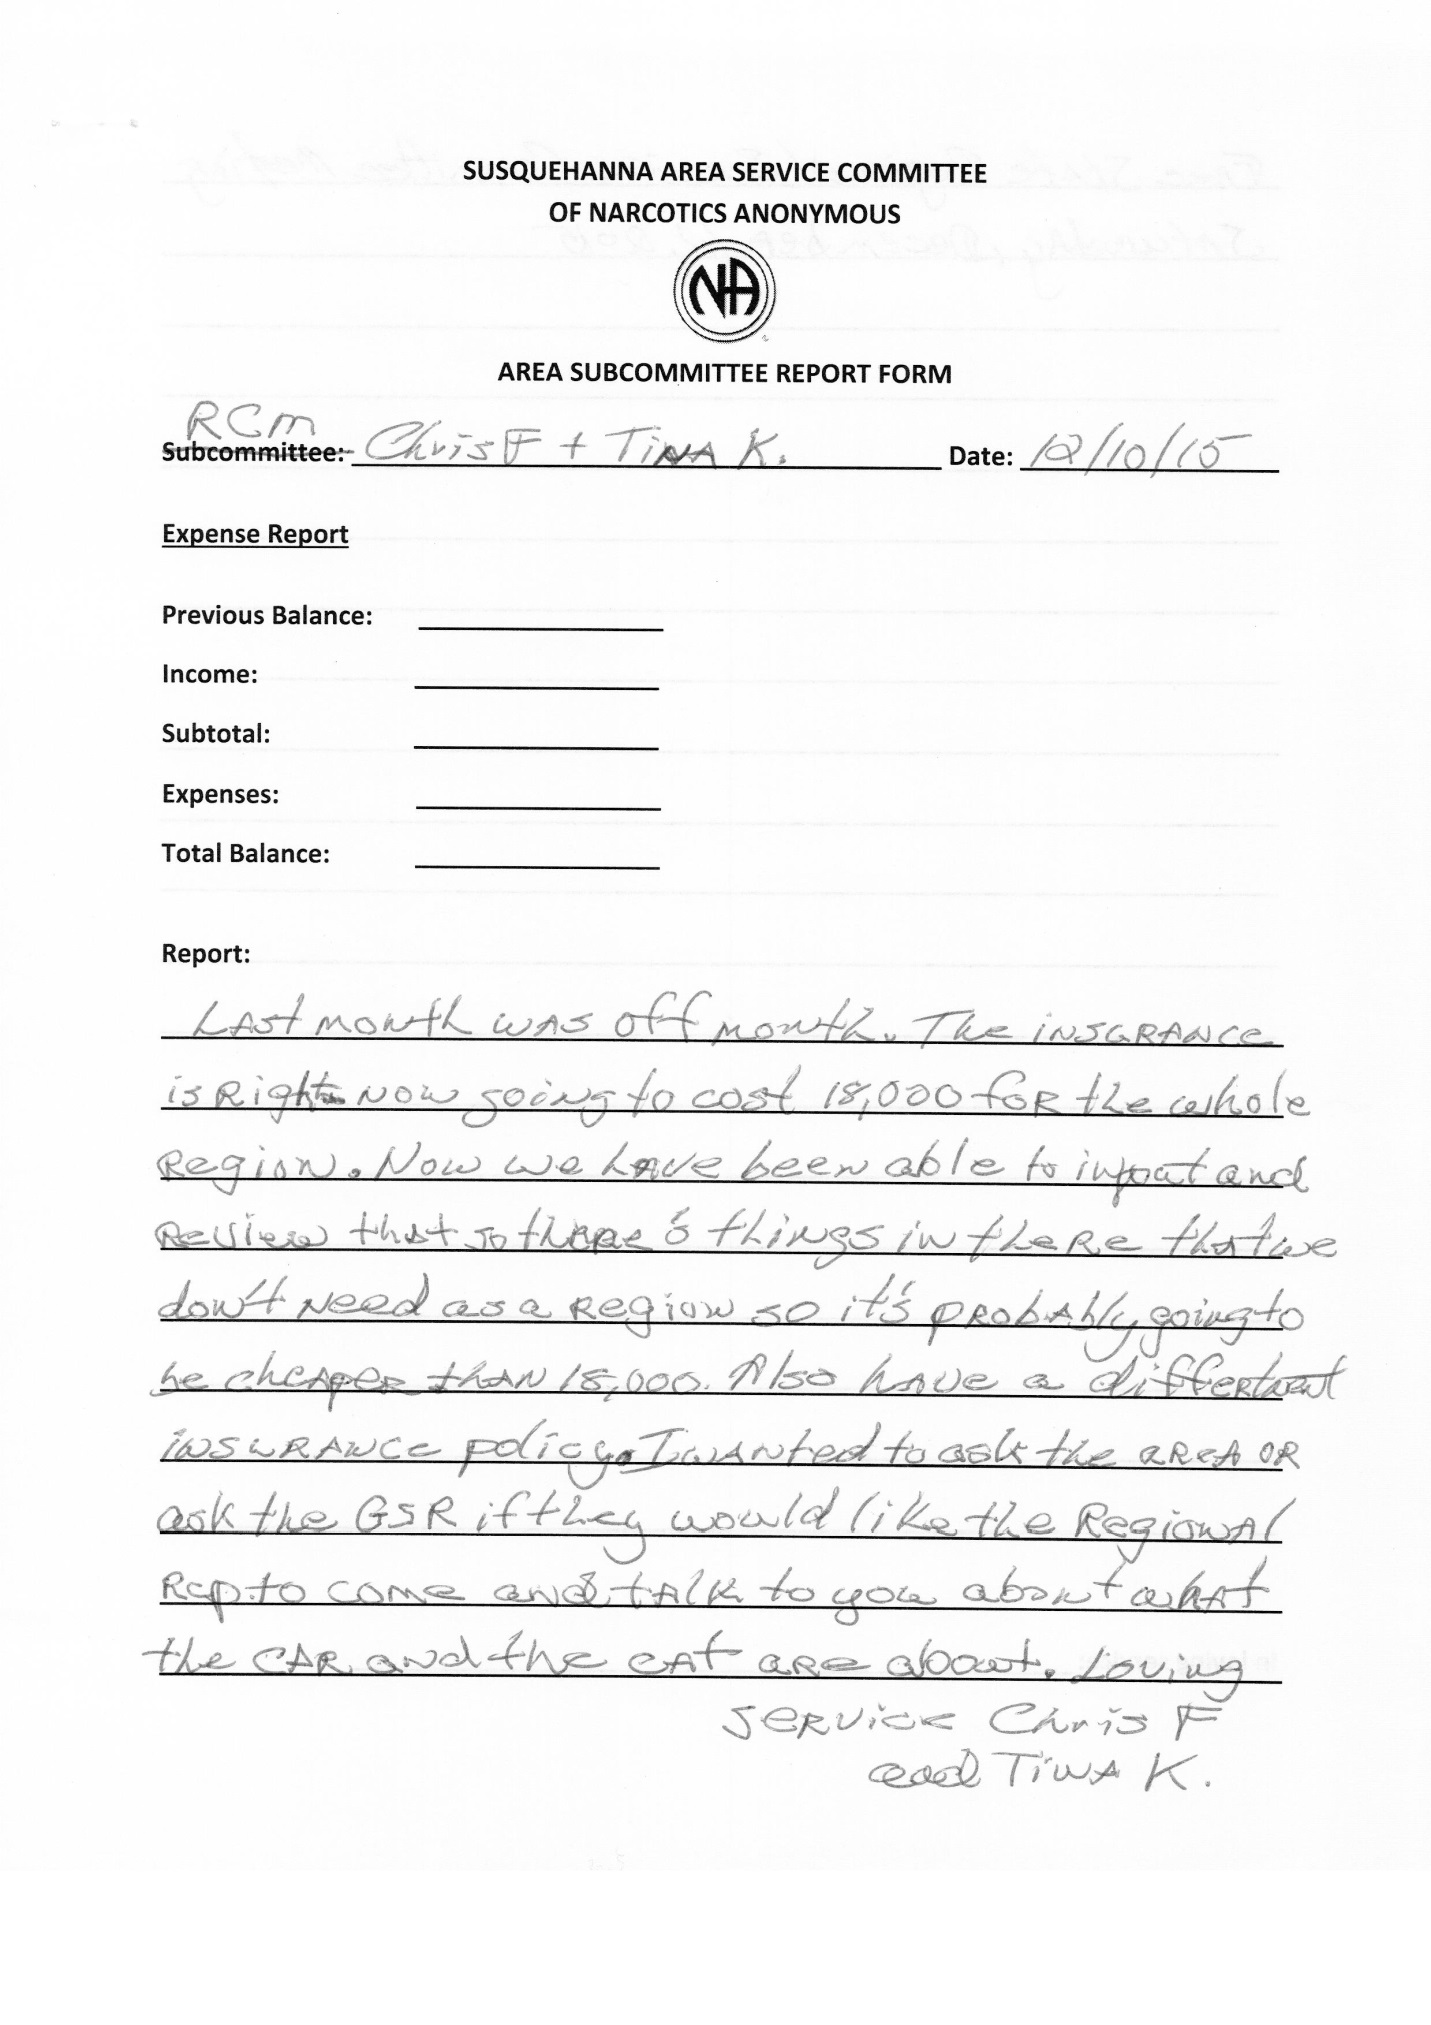 SUSQUEHANNA AREA SERVICE COMMITTEE
OF NARCOTICS ANONYMOUS
NA
AREA SUBCOMMITTEE REPORT FORM
RCM
Subcommittee: Chris F + TINA K. Date: 12/10/15
Expense Report
Previous Balance:
Income:
Subtotal:
Expenses:
Total Balance:
Report:
Last month was off month. The insurance
is Right now going to cost 18,000 for the whole
Region. Now we have been able to input and
Review that so there's things in there that we
don't need as a region so it's probably going to
be cheaper than 18,000. Also have a different
insurance policy. I wanted to ask the area or
ask the GSR if they would like the Regional
Rcp to come and talk to you about what
the CAR and the CAT are about. Loving
service Chris F
and Tina K.